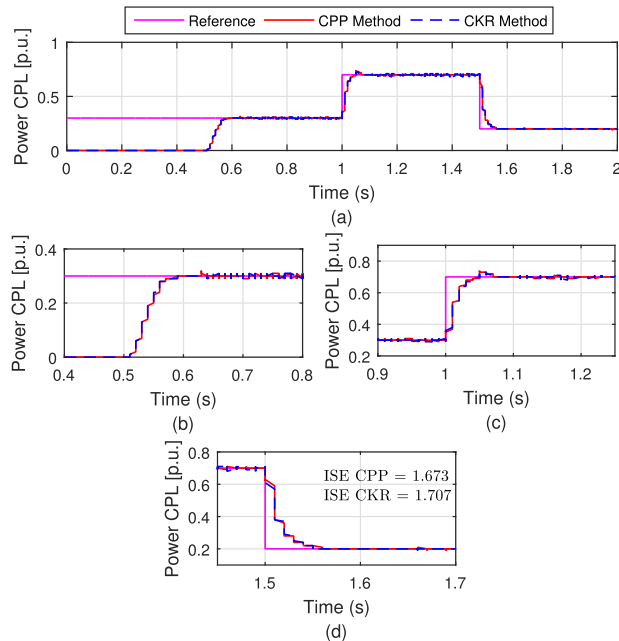 Reference CPP Method CKR Method
Power CPL [p.u.]
1
0.5
0
0 0.2 0.4 0.6 0.8 1 1.2 1.4 1.6 1.8 2
Time (s)
(a)
Power CPL [p.u.]
0.4
0.2
0
0.4 0.5 0.6 0.7 0.8
Time (s)
(b)
Power CPL [p.u.]
0.8
0.6
0.4
0.2
0.9 1 1.1 1.2
Time (s)
(c)
Power CPL [p.u.]
0.8
0.6
0.4
0.2
ISE CPP = 1.673
ISE CKR = 1.707
1.5 1.6 1.7
Time (s)
(d)